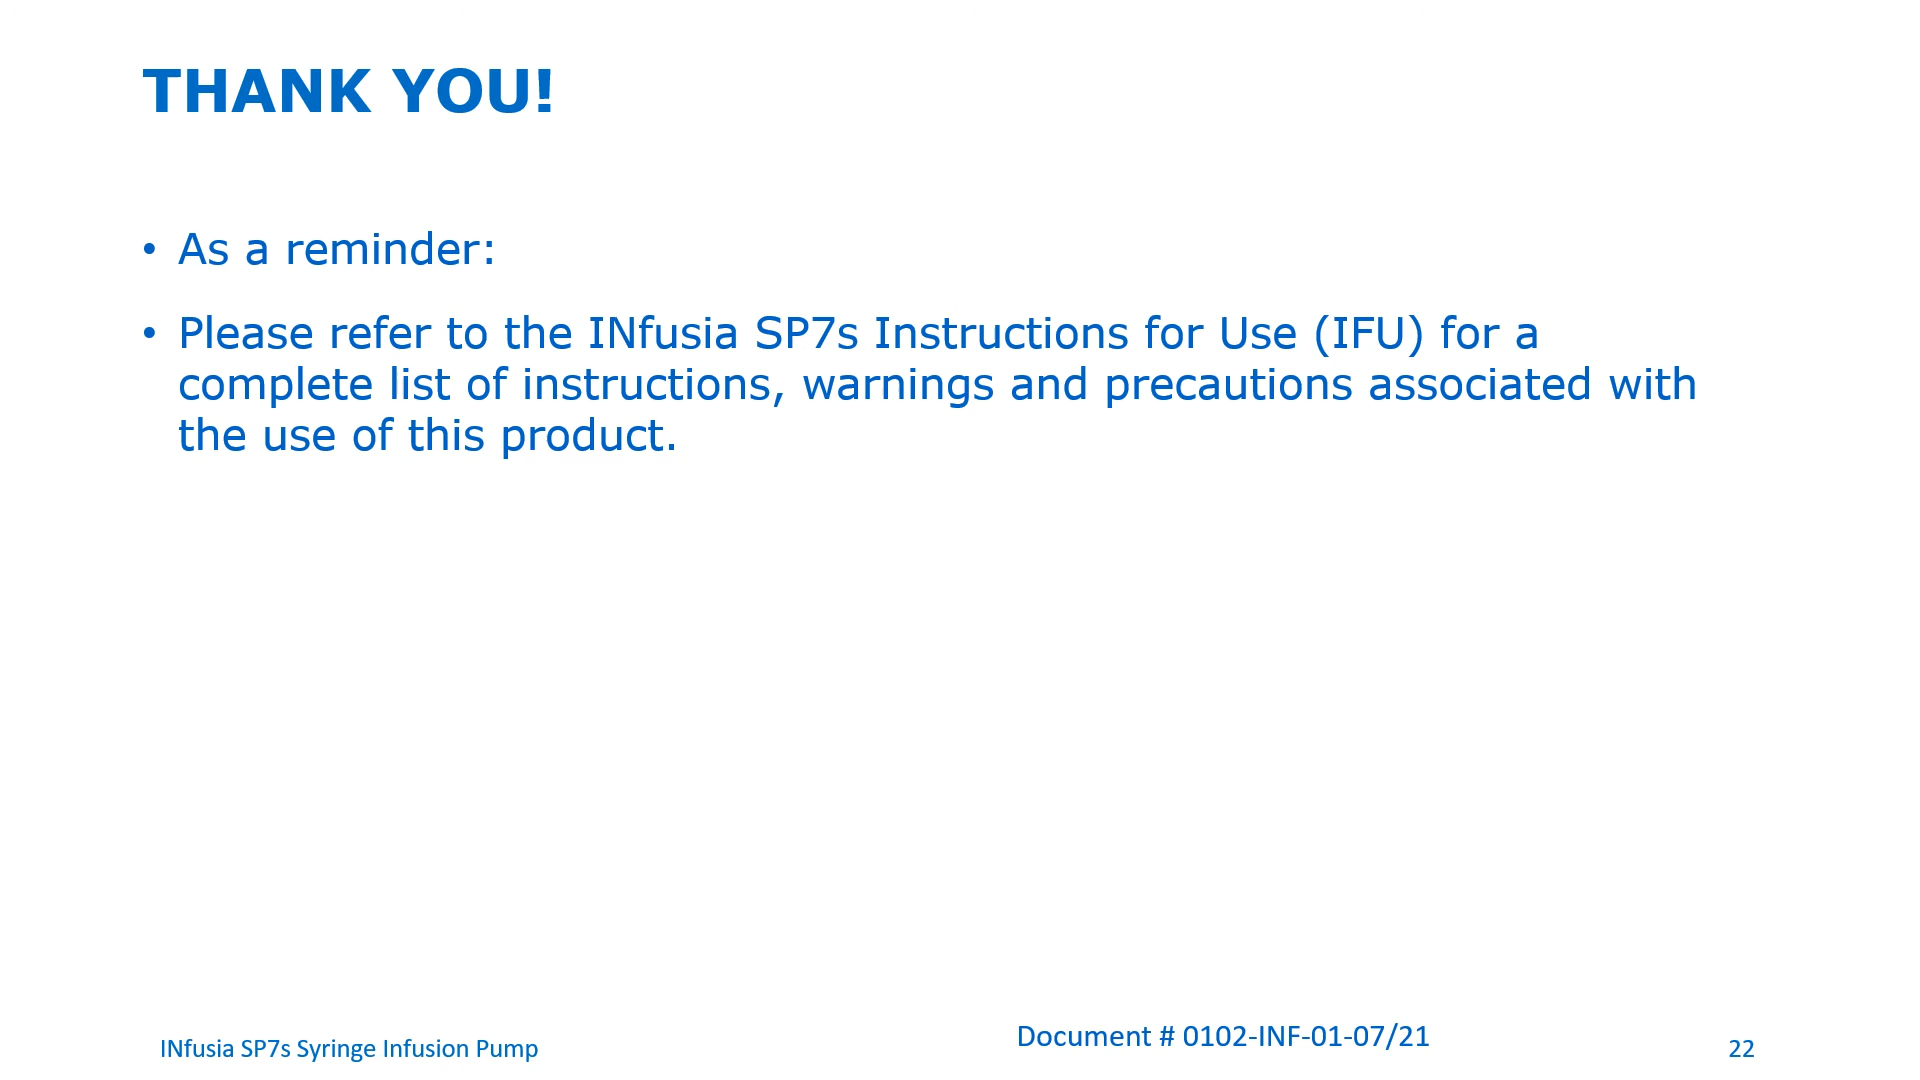 THANK YOU!
• As a reminder:
• Please refer to the INfusia SP7s Instructions for Use (IFU) for a
complete list of instructions, warnings and precautions associated with
the use of this product.
INfusia SP7s Syringe Infusion Pump
Document # 0102-INF-01-07/21
22